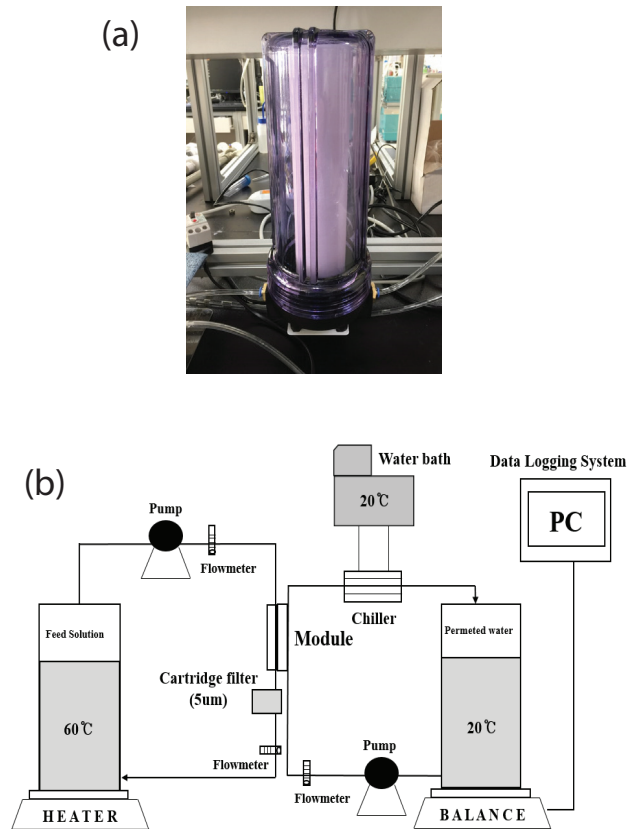 (a)
(b)
Water bath
20℃
Data Logging System
PC
Pump
Flowmeter
Chiller
Feed Solution
Permeted water
Module
Cartridge filter
(5um)
60℃
20℃
Flowmeter
Pump
Flowmeter
HEATER
BALANCE